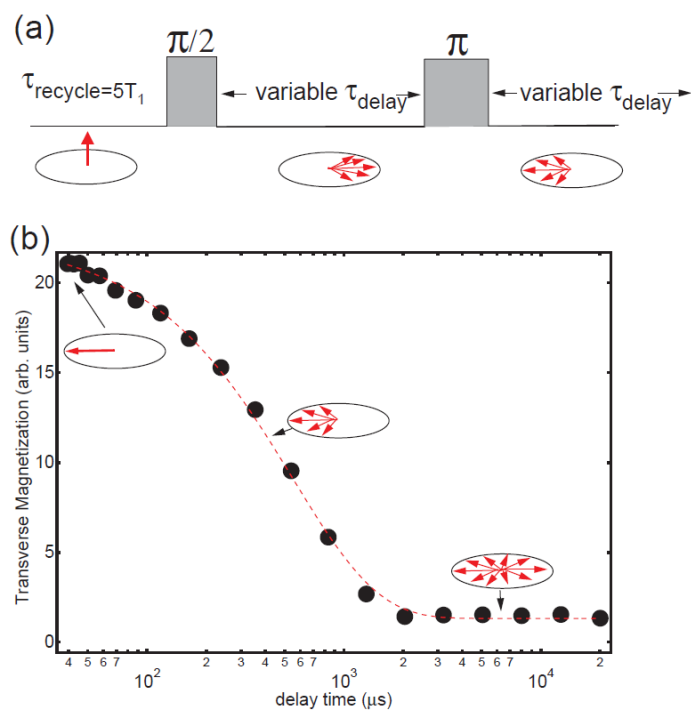 (a)
π/2
π
τrecycle=5T1
variable τdelay
variable τdelay
(b)
Transverse Magnetization (arb. units)
20
15
10
5
0
4 5 6 7 2 3 4 5 6 7 2 3 4 5 6 7 2
10² 10³ 10⁴
delay time (μs)